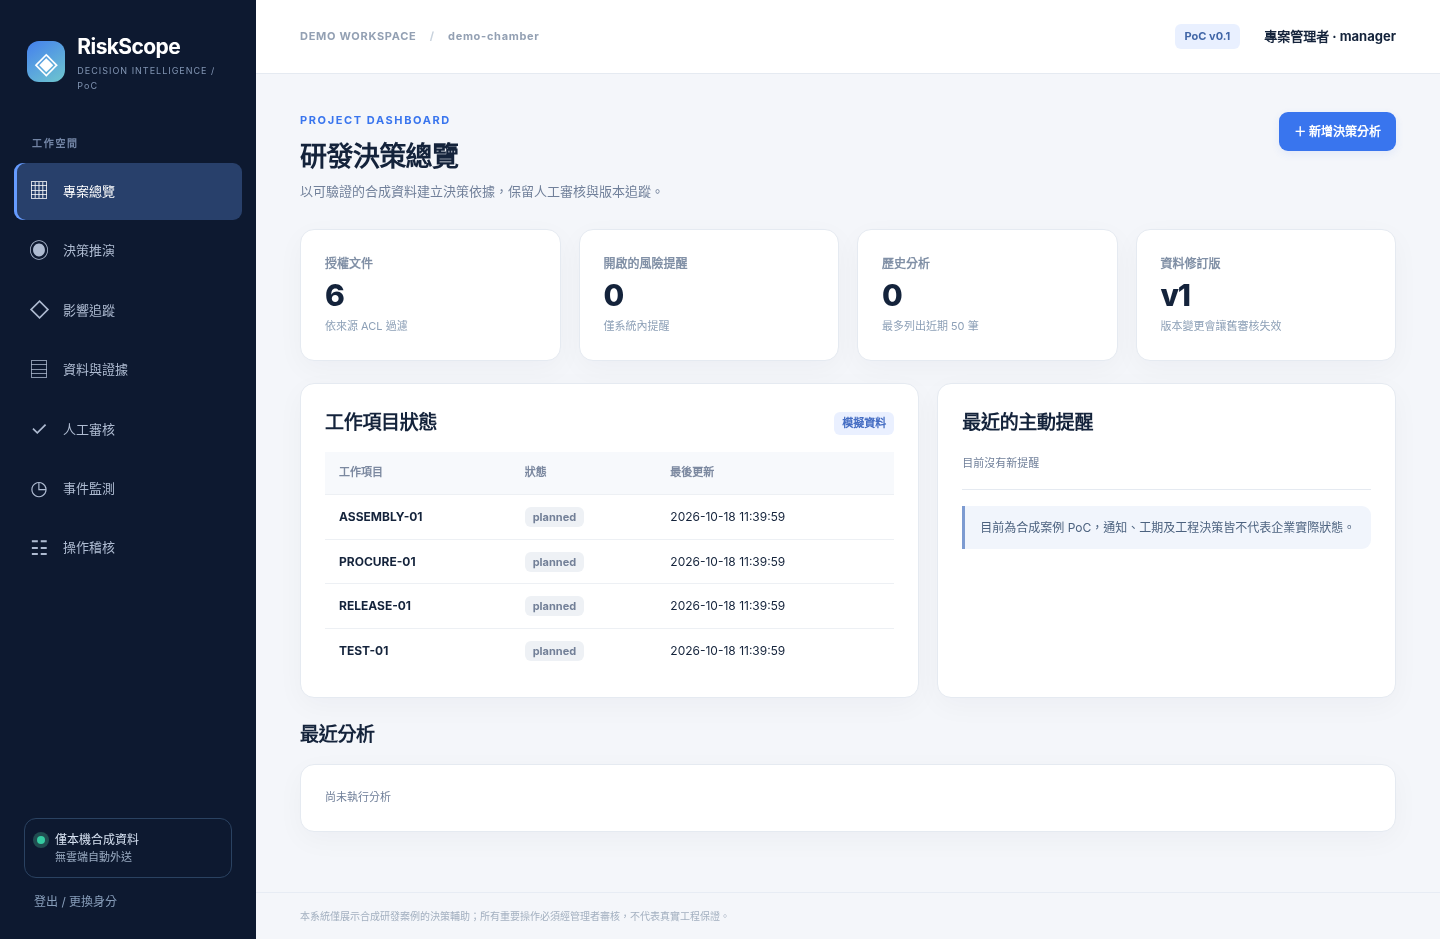 RiskScope
DECISION INTELLIGENCE /
PoC
工作空間
專案總覽
決策推演
影響追蹤
資料與證據
人工審核
事件監測
操作稽核
僅本機合成資料
無雲端自動外送
登出 / 更換身分
DEMO WORKSPACE / demo-chamber
PoC v0.1
專案管理者 · manager
PROJECT DASHBOARD
研發決策總覽
以可驗證的合成資料建立決策依據，保留人工審核與版本追蹤。
＋ 新增決策分析
授權文件
6
依來源 ACL 過濾
開啟的風險提醒
0
僅系統內提醒
歷史分析
0
最多列出近期 50 筆
資料修訂版
v1
版本變更會讓舊審核失效
工作項目狀態
模擬資料
工作項目 狀態 最後更新
ASSEMBLY-01 planned 2026-10-18 11:39:59
PROCURE-01 planned 2026-10-18 11:39:59
RELEASE-01 planned 2026-10-18 11:39:59
TEST-01 planned 2026-10-18 11:39:59
最近的主動提醒
目前沒有新提醒
目前為合成案例 PoC，通知、工期及工程決策皆不代表企業實際狀態。
最近分析
尚未執行分析
本系統僅展示合成研發案例的決策輔助；所有重要操作必須經管理者審核，不代表真實工程保證。